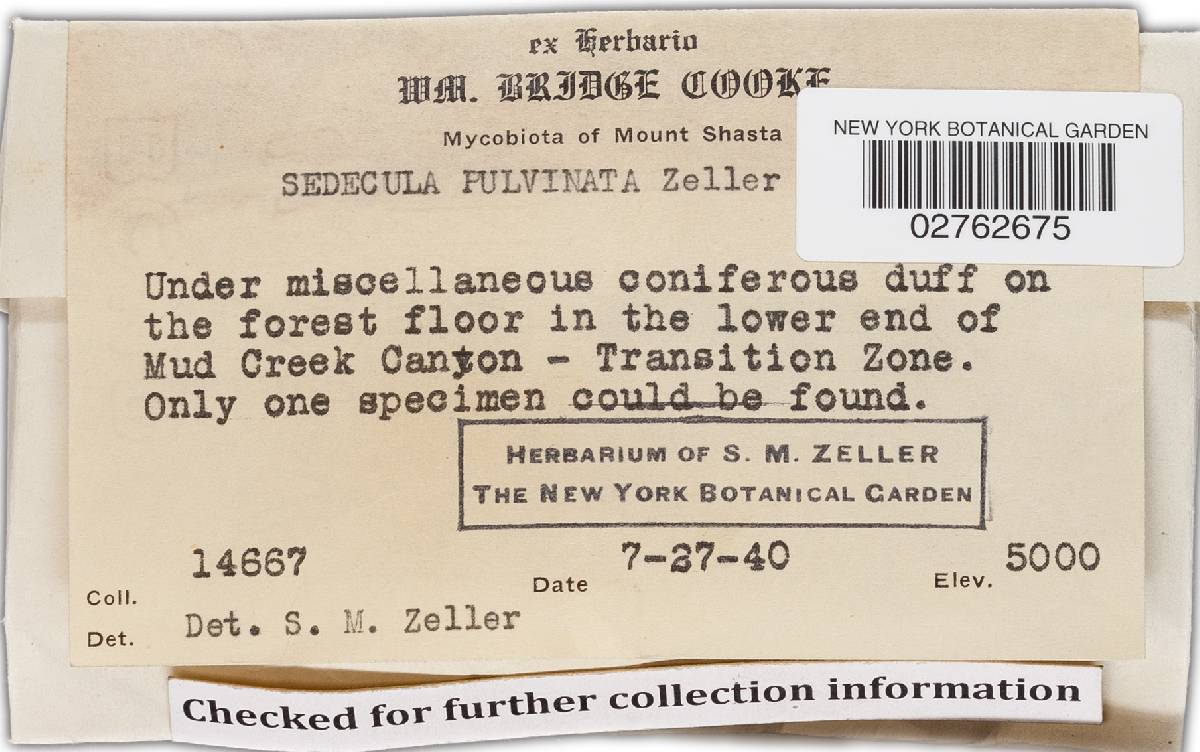 ex Herbario
WM. BRIDGE COOKE
Mycobiota of Mount Shasta
SEDECULA PULVINATA Zeller
NEW YORK BOTANICAL GARDEN
02762675
Under miscellaneous coniferous duff on
the forest floor in the lower end of
Mud Creek Canyon - Transition Zone.
Only one specimen could be found.
HERBARIUM OF S. M. ZELLER
THE NEW YORK BOTANICAL GARDEN
Coll. 14667 Date 7-27-40 Elev. 5000
Det. Det. S. M. Zeller
Checked for further collection information